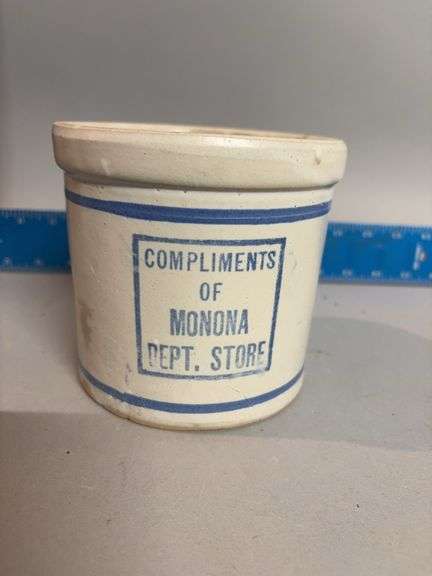 COMPLIMENTS
OF
MONONA
DEPT. STORE